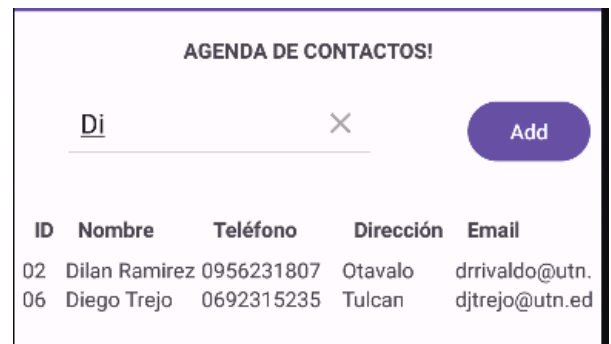 AGENDA DE CONTACTOS!
Di Add
ID Nombre Teléfono Dirección Email
02 Dilan Ramirez 0956231807 Otavalo drrivaldo@utn.
06 Diego Trejo 0692315235 Tulcan djtrejo@utn.ed